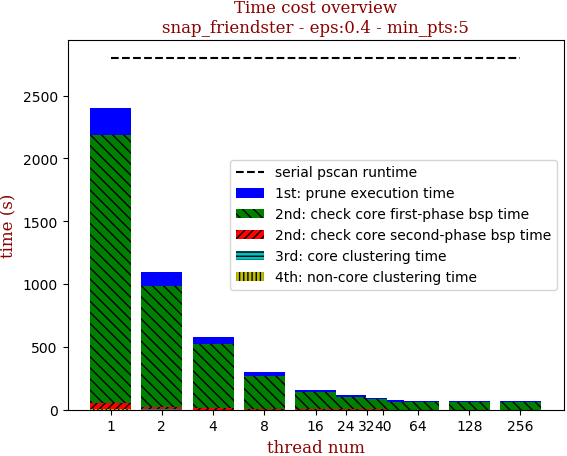 Time cost overview
snap_friendster - eps:0.4 - min_pts:5
time (s)
2500
2000
1500
1000
500
0
serial pscan runtime
1st: prune execution time
2nd: check core first-phase bsp time
2nd: check core second-phase bsp time
3rd: core clustering time
4th: non-core clustering time
1 2 4 8 16 24 32 40 64 128 256
thread num